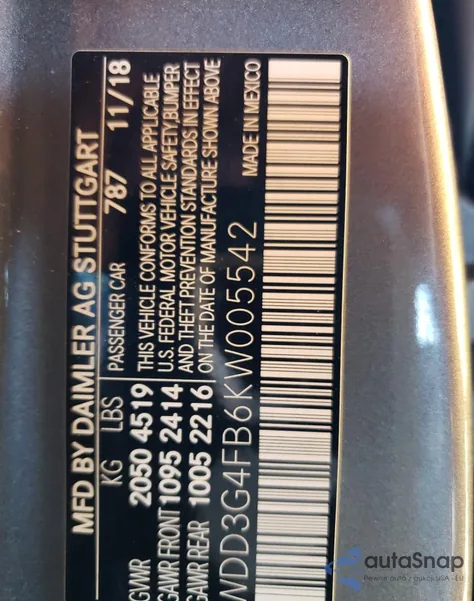 MFD BY DAIMLER AG STUTTGART
PASSENGER CAR 787 11/18
KG LBS
GVWR 2050 4519
GAWR FRONT 1095 2414
GAWR REAR 1005 2216
THIS VEHICLE CONFORMS TO ALL APPLICABLE
U.S. FEDERAL MOTOR VEHICLE SAFETY,BUMPER
AND THEFT PREVENTION STANDARDS IN EFFECT
ON THE DATE OF MANUFACTURE SHOWN ABOVE
WDD3G4FB6KW005542
MADE IN MEXICO
autaSnap